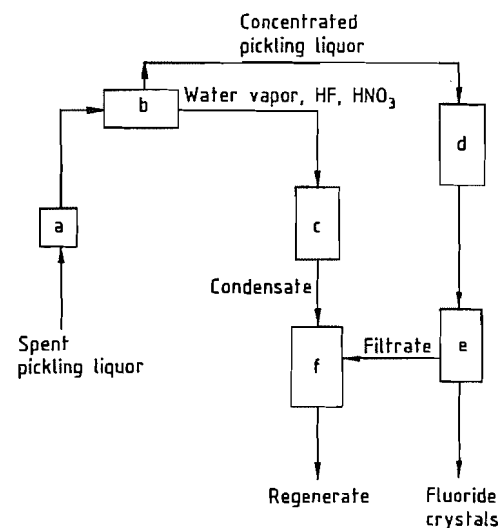 Concentrated
pickling liquor
b
Water vapor, HF, HNO₃
d
a
c
Condensate
Spent
pickling liquor
f
Filtrate
e
Regenerate
Fluoride
crystals